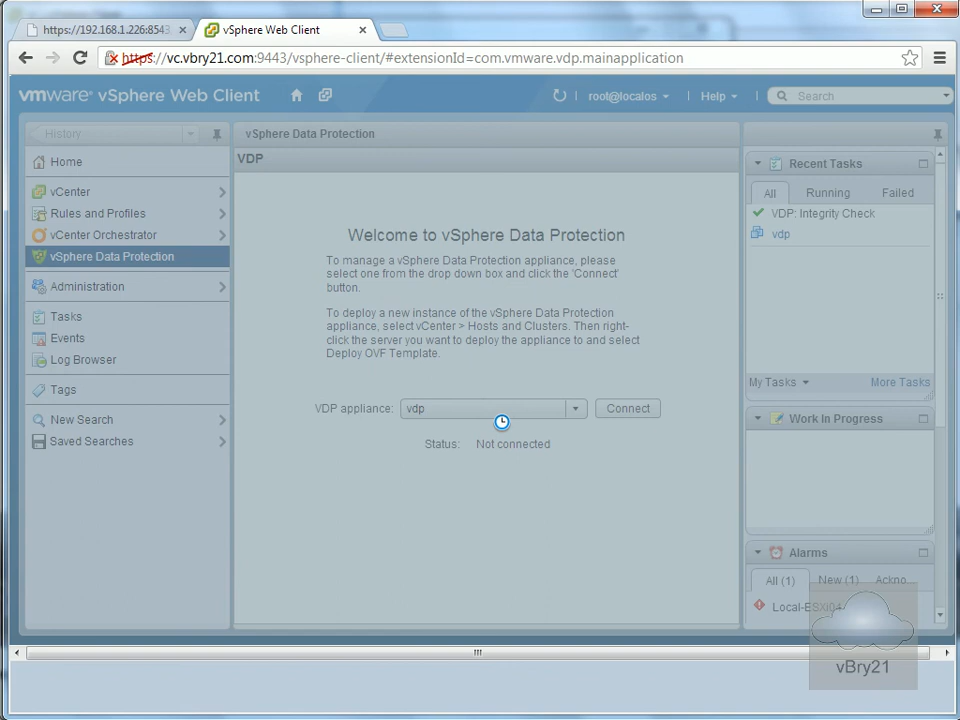 https://192.168.1.226:8543
vSphere Web Client
https://vc.vbry21.com:9443/vsphere-client/#extensionId=com.vmware.vdp.mainapplication
vmware® vSphere Web Client
root@localos
Help
Search
History
Home
vCenter
Rules and Profiles
vCenter Orchestrator
vSphere Data Protection
Administration
Tasks
Events
Log Browser
Tags
New Search
Saved Searches
vSphere Data Protection
VDP
Welcome to vSphere Data Protection
To manage a vSphere Data Protection appliance, please
select one from the drop down box and click the 'Connect'
button.
To deploy a new instance of the vSphere Data Protection
appliance, select vCenter > Hosts and Clusters. Then right-
click the server you want to deploy the appliance to and select
Deploy OVF Template.
VDP appliance: vdp Connect
Status: Not connected
Recent Tasks
All Running Failed
VDP: Integrity Check
vdp
My Tasks More Tasks
Work In Progress
Alarms
All (1) New (1) Ackno...
Local-ESXi04
vBry21